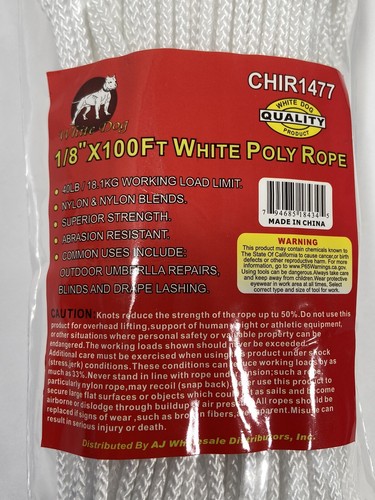 CHIR1477
White Dog
WHITE DOG
QUALITY
PRODUCT
1/8"X100FT WHITE POLY ROPE
• 40LB. / 18.1KG WORKING LOAD LIMIT.
• NYLON & NYLON BLENDS.
• SUPERIOR STRENGTH.
• ABRASION RESISTANT.
• COMMON USES INCLUDE:
OUTDOOR UMBERLLA REPAIRS,
BLINDS AND DRAPE LASHING.
7 94685 18434 5
MADE IN CHINA
WARNING
This product may contain chemicals known to
The State Of California to cause cancer,or birth
defects or other reproductive harm. For more
information, go to www.P65Warnings.ca.gov.
Using tools can be dangerous.Always take care
and keep away from children,Wear protective
eyewear in work area at all times, Select
correct type and size of tool for work.
CAUTION: Knots reduce the strength of the rope up to 50%.Do not use this
product for overhead lifting,support of human weight or athletic equipment,
or other situations where personal safety or valuable property can be
endangered.The working loads shown should never be exceeded.
Additional care must be exercised when using this product under shock
(stress,jerk) conditions.These conditions can reduce working loads by as
much as 33%.Never stand in line with rope under tension;such a rope,
particularly nylon rope,may recoil (snap back). Never use this product to
secure large flat surfaces or objects which could act as sails and become
airborne or dislodge through buildup of air pressure. All ropes should be
replaced if signs of wear ,such as broken fibers,are apparent.Misuse can
result in serious injury or death.
Distributed By AJ Wholesale Distributors, Inc.